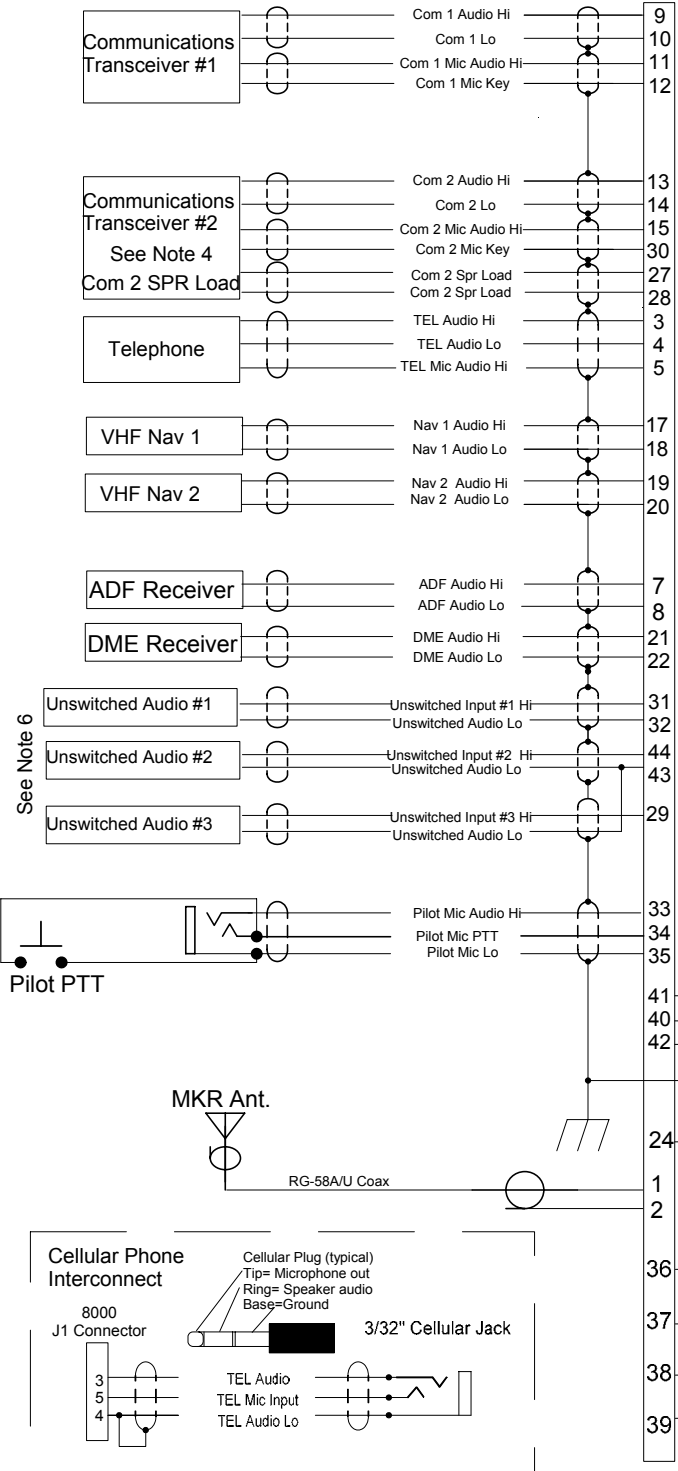 Communications
Transceiver #1
Com 1 Audio Hi
9
Com 1 Lo
10
Com 1 Mic Audio Hi
11
Com 1 Mic Key
12
Communications
Transceiver #2
See Note 4
Com 2 SPR Load
Com 2 Audio Hi
13
Com 2 Lo
14
Com 2 Mic Audio Hi
15
Com 2 Mic Key
30
Com 2 Spr Load
27
Com 2 Spr Load
28
Telephone
TEL Audio Hi
3
TEL Audio Lo
4
TEL Mic Audio Hi
5
VHF Nav 1
Nav 1 Audio Hi
17
Nav 1 Audio Lo
18
VHF Nav 2
Nav 2 Audio Hi
19
Nav 2 Audio Lo
20
ADF Receiver
ADF Audio Hi
7
ADF Audio Lo
8
DME Receiver
DME Audio Hi
21
DME Audio Lo
22
See Note 6
Unswitched Audio #1
Unswitched Input #1 Hi
31
Unswitched Audio Lo
32
Unswitched Audio #2
Unswitched Input #2 Hi
44
Unswitched Audio Lo
43
Unswitched Audio #3
Unswitched Input #3 Hi
29
Unswitched Audio Lo
Pilot PTT
Pilot Mic Audio Hi
33
Pilot Mic PTT
34
Pilot Mic Lo
35
41
40
42
MKR Ant.
24
RG-58A/U Coax
1
2
Cellular Phone
Interconnect
Cellular Plug (typical)
Tip= Microphone out
Ring= Speaker audio
Base=Ground
8000
J1 Connector
3/32" Cellular Jack
3
TEL Audio
5
TEL Mic Input
4
TEL Audio Lo
36
37
38
39